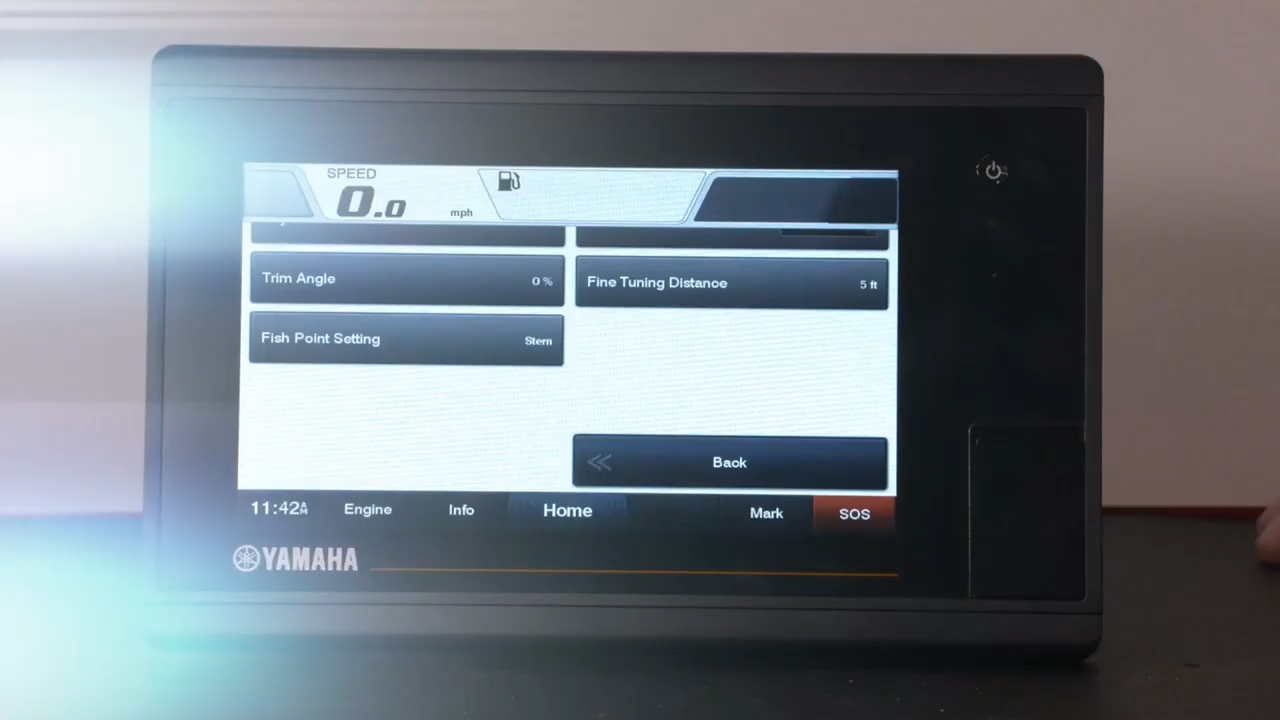 SPEED
0.0 mph
Trim Angle 0 %
Fine Tuning Distance 5 ft
Fish Point Setting Stern
Back
11:42AM Engine Info Home Mark SOS
YAMAHA